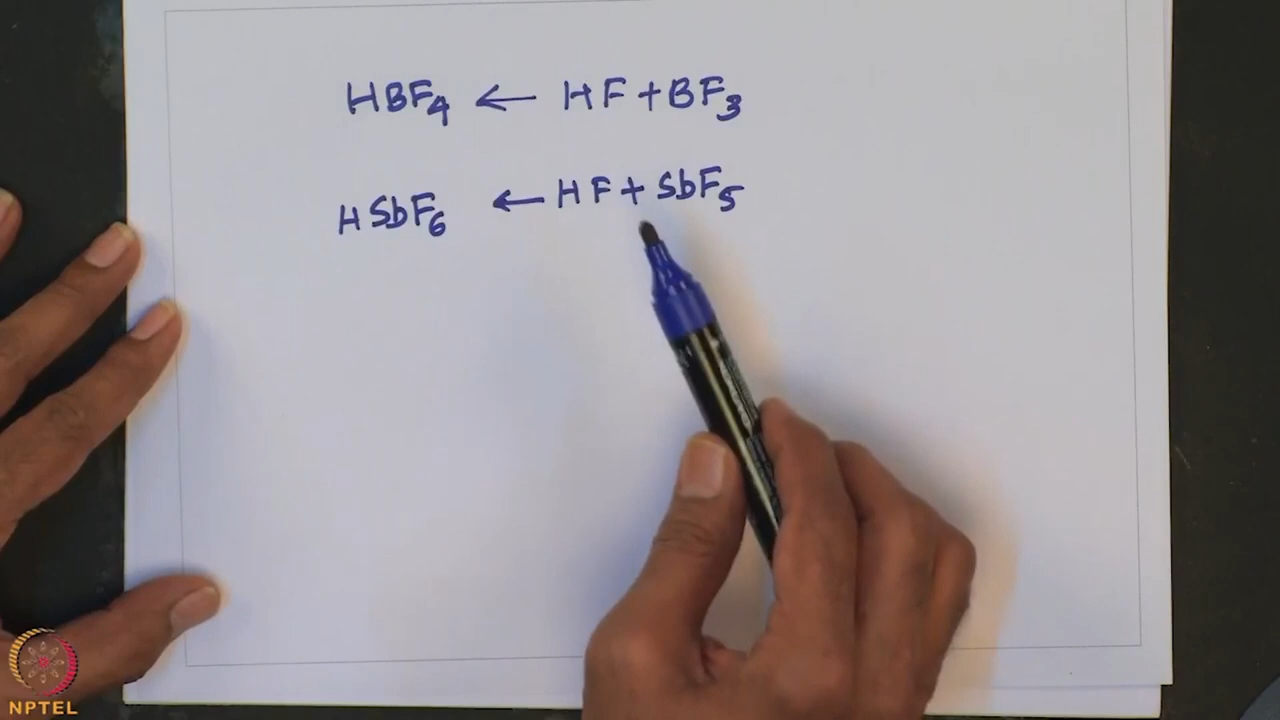 HBF₄ ← HF + BF₃
HSbF₆ ← HF + SbF₅
NPTEL